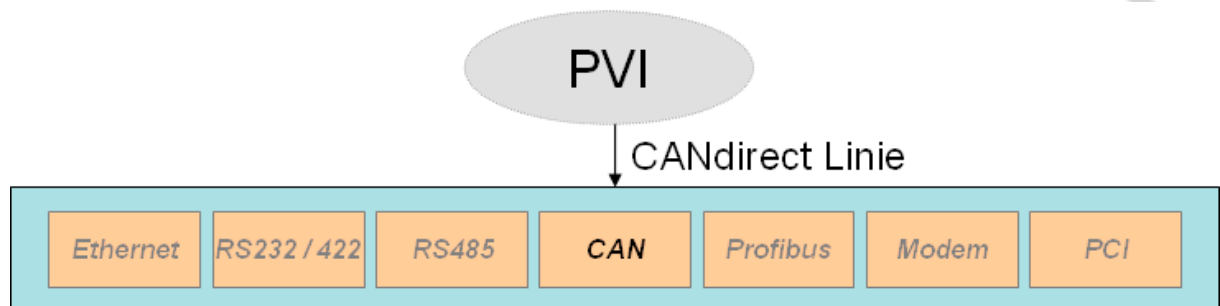 PVI
CANdirect Linie
Ethernet RS232 / 422 RS485 CAN Profibus Modem PCI